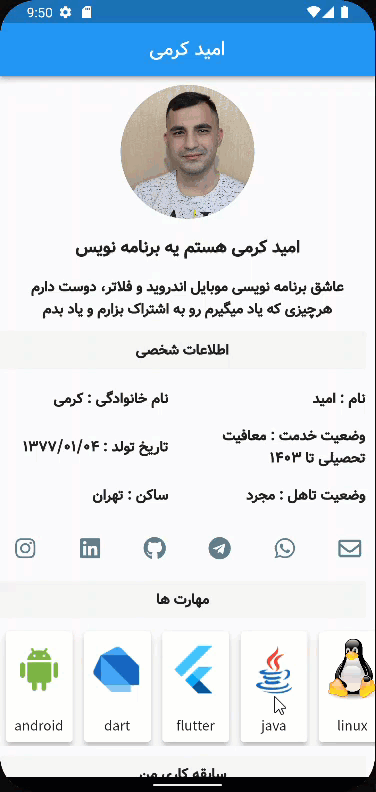 9:50
امید کرمی
امید کرمی هستم یه برنامه نویس
عاشق برنامه نویسی موبایل اندروید و فلاتر، دوست دارم
هرچیزی که یاد میگیرم رو به اشتراک بزارم و یاد بدم
اطلاعات شخصی
نام : امید
نام خانوادگی : کرمی
وضعیت خدمت : معافیت
تحصیلی تا ۱۴۰۳
تاریخ تولد : ۱۳۷۷/۰۱/۰۴
وضعیت تاهل : مجرد
ساکن : تهران
مهارت ها
android
dart
flutter
java
linux
سابقه کاری من